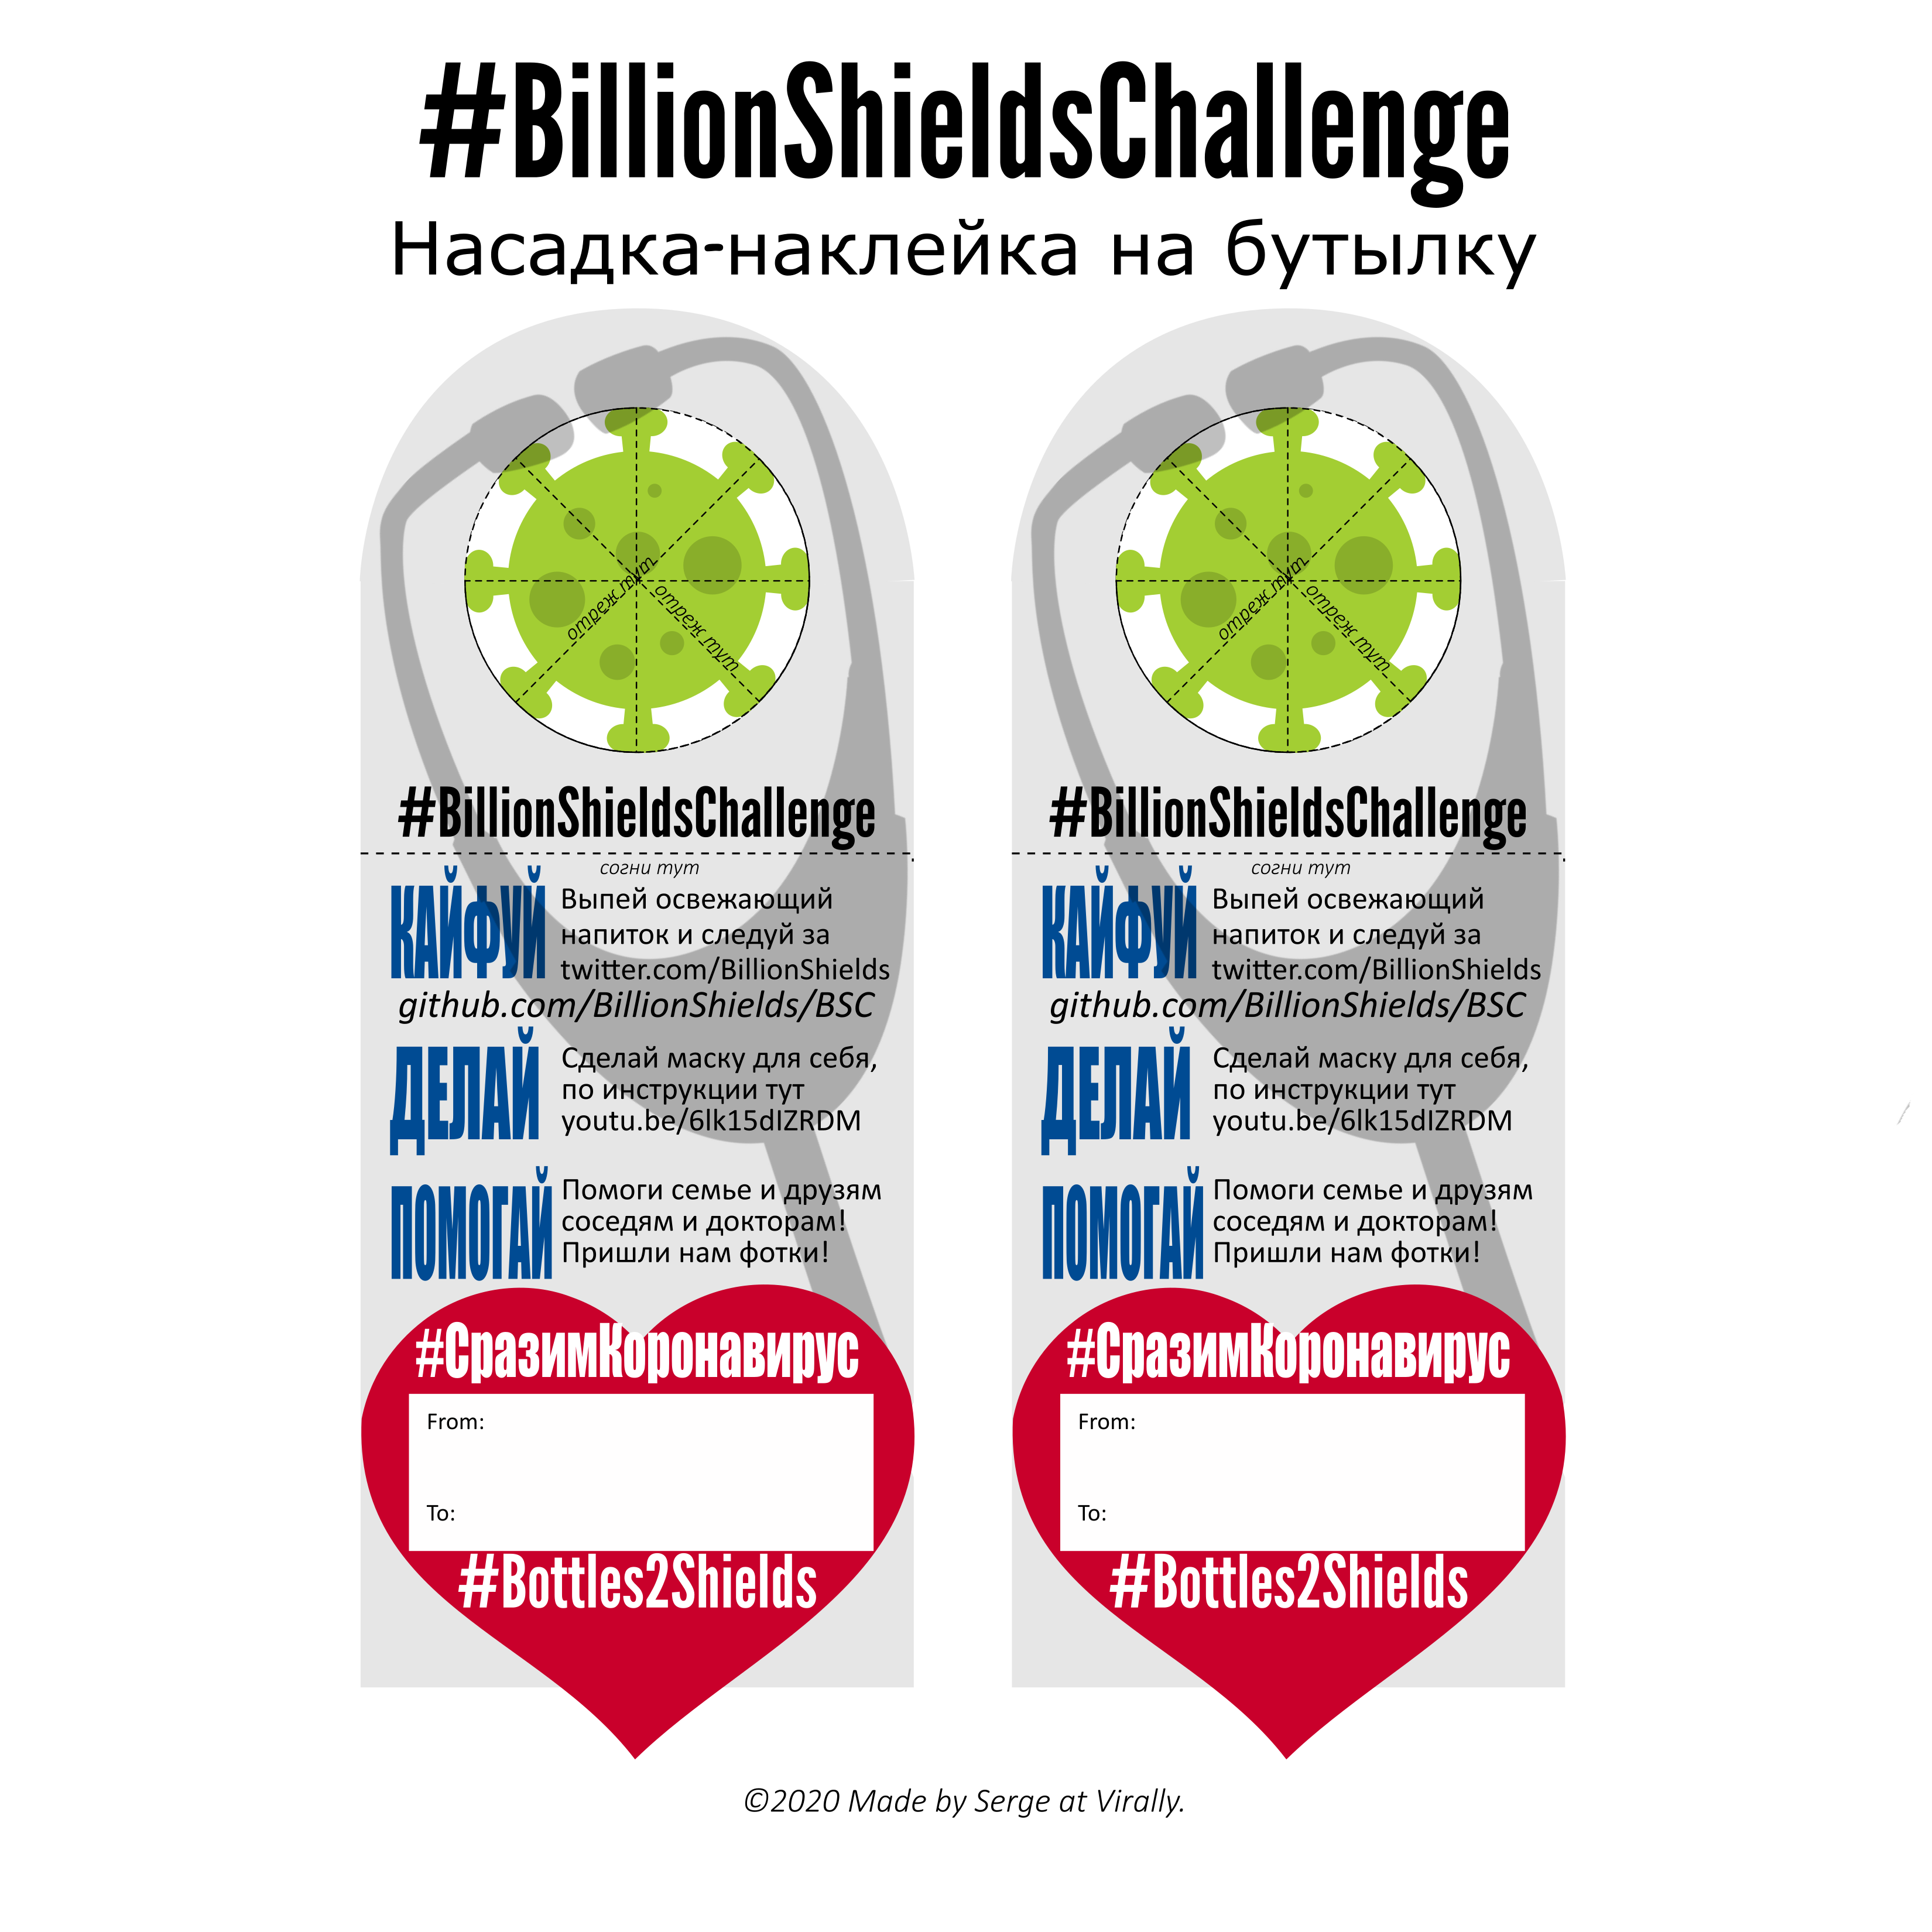 #BillionShieldsChallenge
Насадка-наклейка на бутылку
отреж тут
отреж тут
#BillionShieldsChallenge
согни тут
КАЙФУЙ
Выпей освежающий
напиток и следуй за
twitter.com/BillionShields
github.com/BillionShields/BSC
ДЕЛАЙ
Сделай маску для себя,
по инструкции тут
youtu.be/6lk15dIZRDM
ПОМОГАЙ
Помоги семье и друзям
соседям и докторам!
Пришли нам фотки!
#СразимКоронавирус
From:
To:
#Bottles2Shields
отреж тут
отреж тут
#BillionShieldsChallenge
согни тут
КАЙФУЙ
Выпей освежающий
напиток и следуй за
twitter.com/BillionShields
github.com/BillionShields/BSC
ДЕЛАЙ
Сделай маску для себя,
по инструкции тут
youtu.be/6lk15dIZRDM
ПОМОГАЙ
Помоги семье и друзям
соседям и докторам!
Пришли нам фотки!
#СразимКоронавирус
From:
To:
#Bottles2Shields
©2020 Made by Serge at Virally.